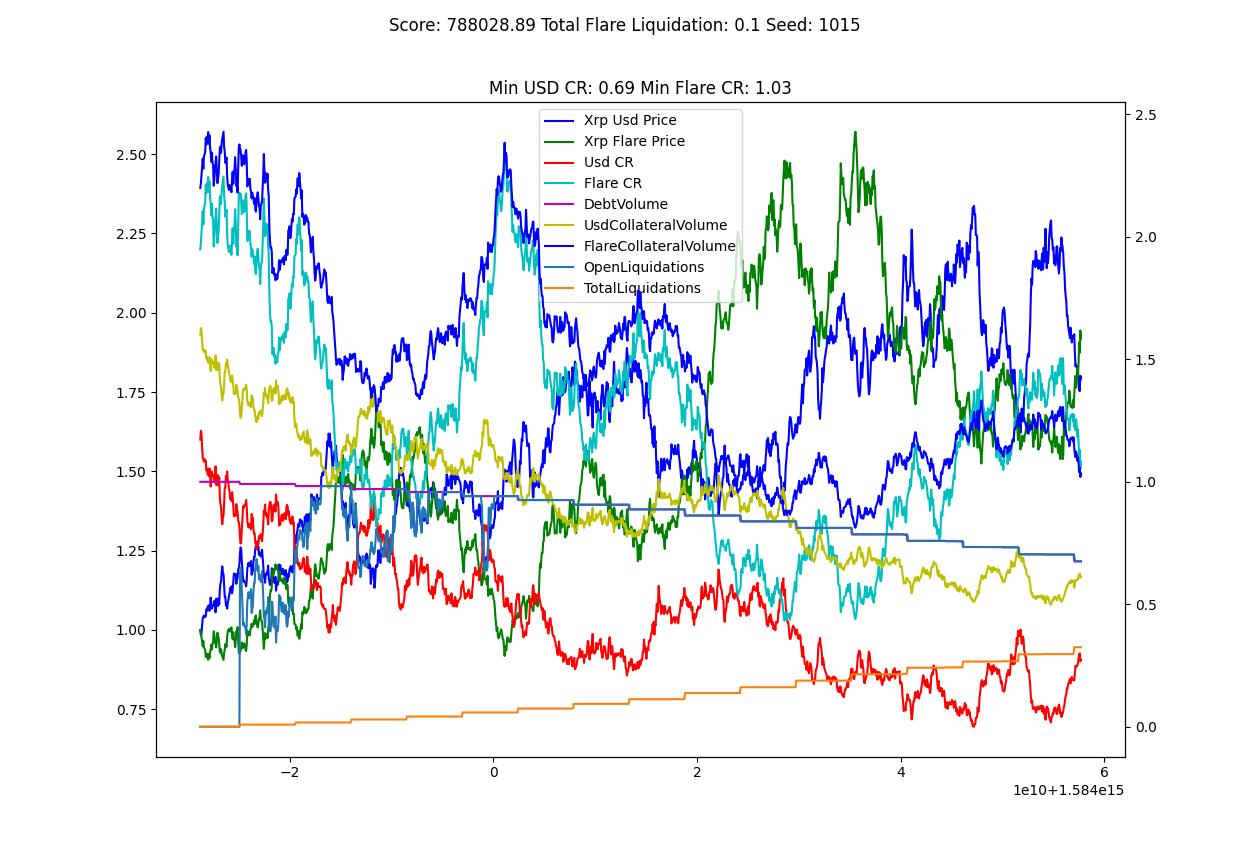 Score: 788028.89 Total Flare Liquidation: 0.1 Seed: 1015
Min USD CR: 0.69 Min Flare CR: 1.03
Xrp Usd Price
Xrp Flare Price
Usd CR
Flare CR
DebtVolume
UsdCollateralVolume
FlareCollateralVolume
OpenLiquidations
TotalLiquidations
2.50
2.25
2.00
1.75
1.50
1.25
1.00
0.75
2.5
2.0
1.5
1.0
0.5
0.0
−2 0 2 4 6
1e10+1.584e15